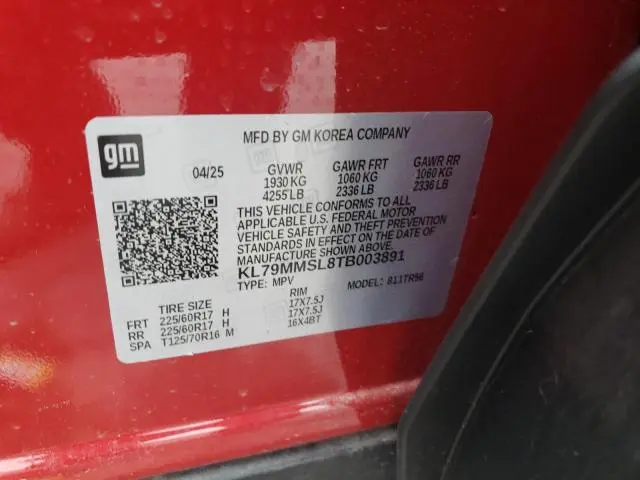 gm
MFD BY GM KOREA COMPANY
04/25 GVWR GAWR FRT GAWR RR
1930 KG 1060 KG 1060 KG
4255 LB 2336 LB 2336 LB
THIS VEHICLE CONFORMS TO ALL
APPLICABLE U.S. FEDERAL MOTOR
VEHICLE SAFETY AND THEFT PREVENTION
STANDARDS IN EFFECT ON THE DATE OF
MANUFACTURE SHOWN ABOVE.
KL79MMSL8TB003891
TYPE: MPV MODEL: 811TR56
TIRE SIZE RIM
FRT 225/60R17 H 17X7.5J
RR 225/60R17 H 17X7.5J
SPA T125/70R16 M 16X4BT